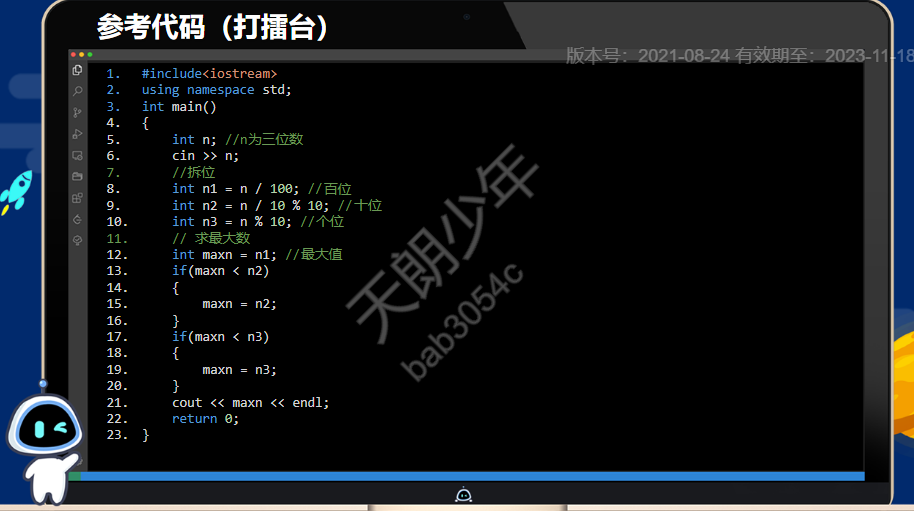 参考代码（打擂台）
版本号：2021-08-24 有效期至：2023-11-18
1. #include<iostream>
2. using namespace std;
3. int main()
4. {
5. int n; //n为三位数
6. cin >> n;
7. //拆位
8. int n1 = n / 100; //百位
9. int n2 = n / 10 % 10; //十位
10. int n3 = n % 10; //个位
11. // 求最大数
12. int maxn = n1; //最大值
13. if(maxn < n2)
14. {
15. maxn = n2;
16. }
17. if(maxn < n3)
18. {
19. maxn = n3;
20. }
21. cout << maxn << endl;
22. return 0;
23. }
天朗少年
bab3054c